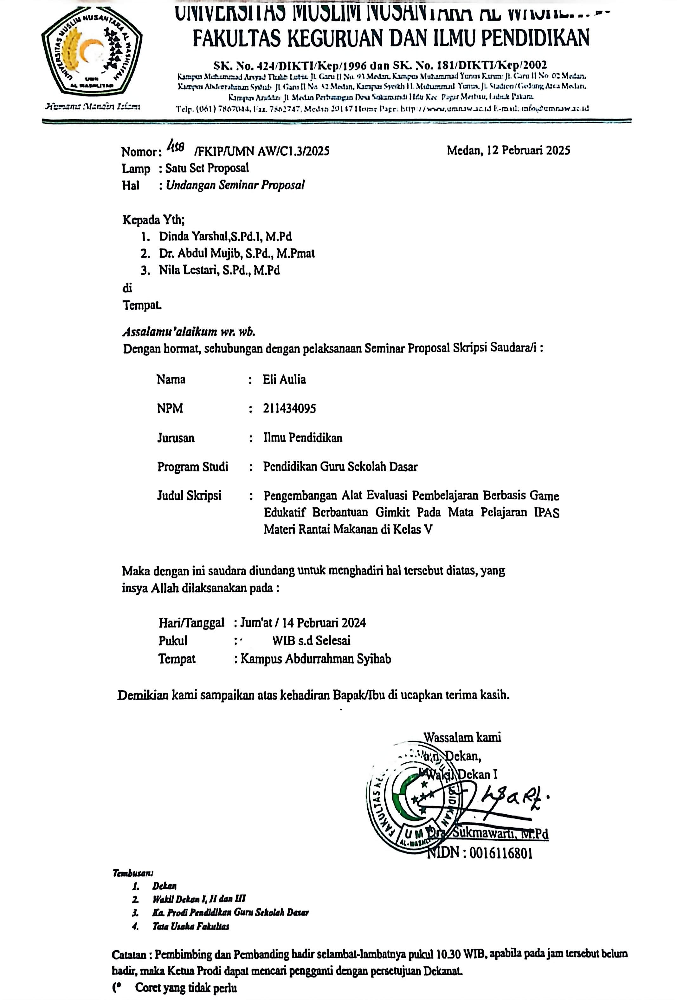 UNIVERSITAS MUSLIM NUSANTARA AL
FAKULTAS KEGURUAN DAN ILMU PENDIDIKAN
SK. No. 424/DIKTI/Kep/1996 dan SK. No. 181/DIKTI/Kep/2002
Kampus Muhammad Arsyad Thalib Lubis: Jl. Garu II No. 93 Medan, Kampus Muhammad Yunus Karim: Jl. Garu II No. 02 Medan,
Kampus Abdurrahman Syihab: Jl. Garu II No. 52 Medan, Kampus Syeikh H. Muhammad Yunus, Jl. Stadion/Gedung Arca Medan,
Kampus Jl Medan Perbaungan Desa Kec. Pagar Merbau, Lubuk Pakam
Telp. (061) 7867044, Fax. 7862747, Medan 20147 Home Page: http://www.umnaw.ac.id E-mail: info@umnaw.ac.id
UNIVERSITAS MUSLIM NUSANTARA AL WASHLIYAH
UMN
AL WASHLIYAH
Nomor: 458 /FKIP/UMN AW/C1.3/2025
Medan, 12 Pebruari 2025
Lamp : Satu Set Proposal
Hal : Undangan Seminar Proposal
Kepada Yth;
1. Dinda Yarshal,S.Pd.I, M.Pd
2. Dr. Abdul Mujib, S.Pd., M.Pmat
3. Nila Lestari, S.Pd., M.Pd
di
Tempat.
Assalamu'alaikum wr. wb.
Dengan hormat, sehubungan dengan pelaksanaan Seminar Proposal Skripsi Saudara/i :
Nama : Eli Aulia
NPM : 211434095
Jurusan : Ilmu Pendidikan
Program Studi : Pendidikan Guru Sekolah Dasar
Judul Skripsi : Pengembangan Alat Evaluasi Pembelajaran Berbasis Game
Edukatif Berbantuan Gimkit Pada Mata Pelajaran IPAS
Materi Rantai Makanan di Kelas V
Maka dengan ini saudara diundang untuk menghadiri hal tersebut diatas, yang
insya Allah dilaksanakan pada :
Hari/Tanggal : Jum'at / 14 Pebruari 2024
Pukul : WIB s.d Selesai
Tempat : Kampus Abdurrahman Syihab
Demikian kami sampaikan atas kehadiran Bapak/Ibu di ucapkan terima kasih.
Wassalam kami
a.n. Dekan,
Wakil Dekan I
FAKULTAS
UMN
Dra. Sukmawarti, M.Pd
NIDN : 0016116801
Tembusan:
1. Dekan
2. Wakil Dekan I, II dan III
3. Ka. Prodi Pendidikan Guru Sekolah Dasar
4. Tata Usaha Fakultas
Catatan : Pembimbing dan Pembanding hadir selambat-lambatnya pukul 10.30 WIB, apabila pada jam tersebut belum
hadir, maka Ketua Prodi dapat mencari pengganti dengan persetujuan Dekanat.
(* Coret yang tidak perlu